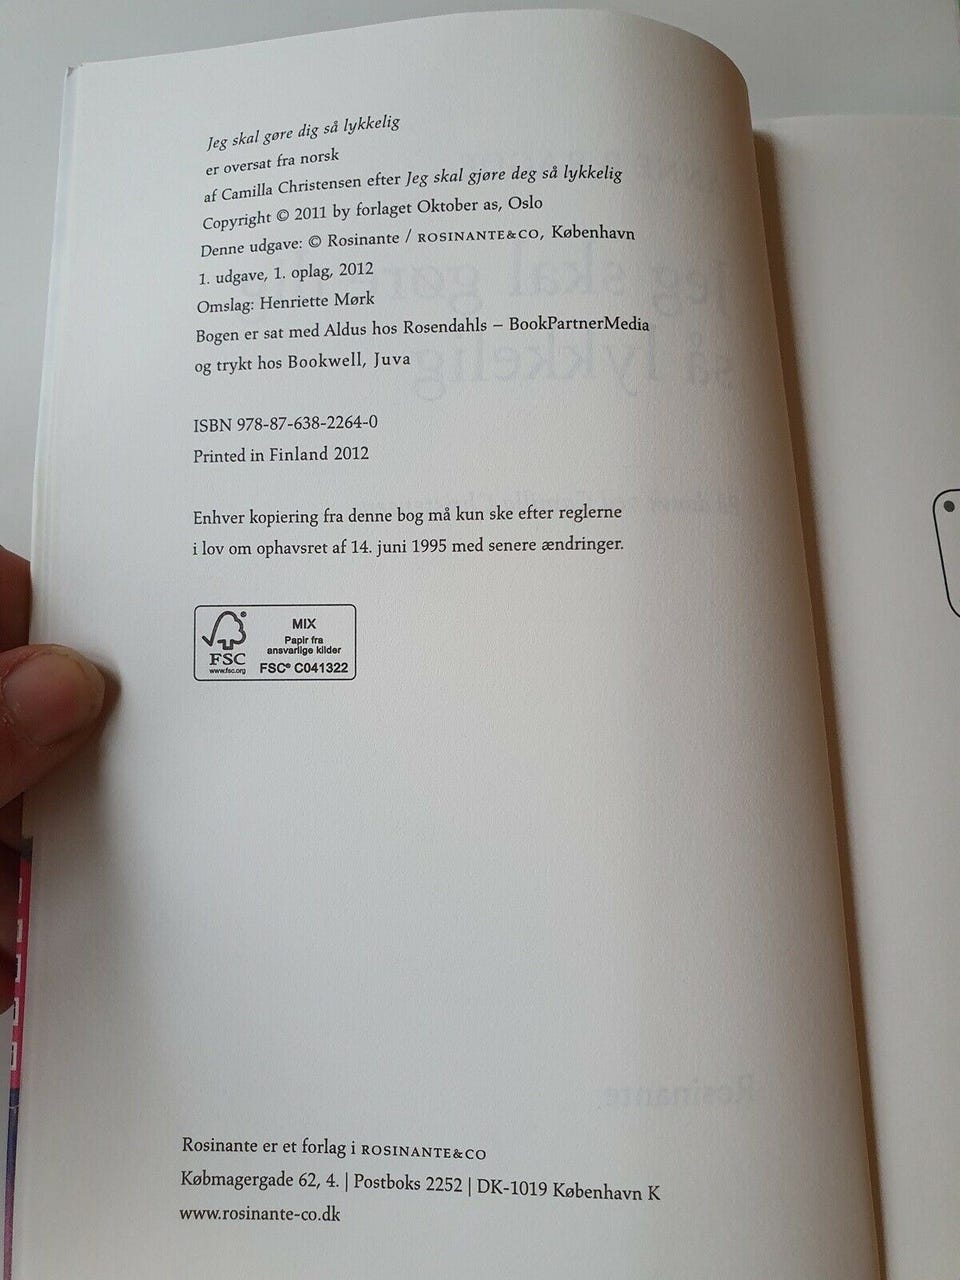 Jeg skal gøre dig så lykkelig
er oversat fra norsk
af Camilla Christensen efter Jeg skal gjøre deg så lykkelig
Copyright © 2011 by forlaget Oktober as, Oslo
Denne udgave: © Rosinante / ROSINANTE&CO, København
1. udgave, 1. oplag, 2012
Omslag: Henriette Mørk
Bogen er sat med Aldus hos Rosendahls – BookPartnerMedia
og trykt hos Bookwell, Juva
ISBN 978-87-638-2264-0
Printed in Finland 2012
Enhver kopiering fra denne bog må kun ske efter reglerne
i lov om ophavsret af 14. juni 1995 med senere ændringer.
FSC
www.fsc.org
MIX
Papir fra
ansvarlige kilder
FSC® C041322
Rosinante er et forlag i ROSINANTE&CO
Købmagergade 62, 4. | Postboks 2252 | DK-1019 København K
www.rosinante-co.dk